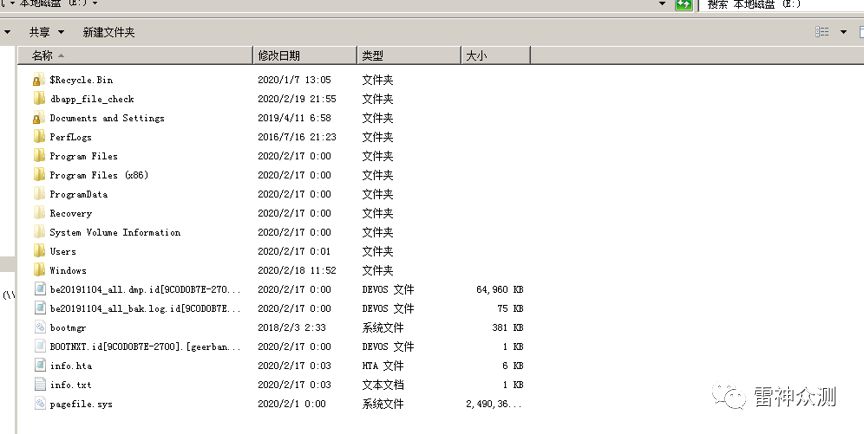 本地磁盘 (E:) 搜索 本地磁盘 (E:)
共享 新建文件夹
名称 修改日期 类型 大小
$Recycle.Bin 2020/1/7 13:05 文件夹
dbapp_file_check 2020/2/19 21:55 文件夹
Documents and Settings 2019/4/11 6:58 文件夹
PerfLogs 2016/7/16 21:23 文件夹
Program Files 2020/2/17 0:00 文件夹
Program Files (x86) 2020/2/17 0:00 文件夹
ProgramData 2020/2/17 0:00 文件夹
Recovery 2020/2/17 0:00 文件夹
System Volume Information 2020/2/17 0:00 文件夹
Users 2020/2/17 0:01 文件夹
Windows 2020/2/18 11:52 文件夹
be20191104_all.dmp.id[9C0D0B7E-270... 2020/2/17 0:00 DEVOS 文件 64,960 KB
be20191104_all_bak.log.id[9C0D0B7E... 2020/2/17 0:00 DEVOS 文件 75 KB
bootmgr 2018/2/3 2:33 系统文件 381 KB
BOOTNXT.id[9C0D0B7E-2700].[geerban... 2020/2/17 0:00 DEVOS 文件 1 KB
info.hta 2020/2/17 0:03 HTA 文件 6 KB
info.txt 2020/2/17 0:03 文本文档 1 KB
pagefile.sys 2020/2/1 0:00 系统文件 2,490,36...
(\\
雷神众测